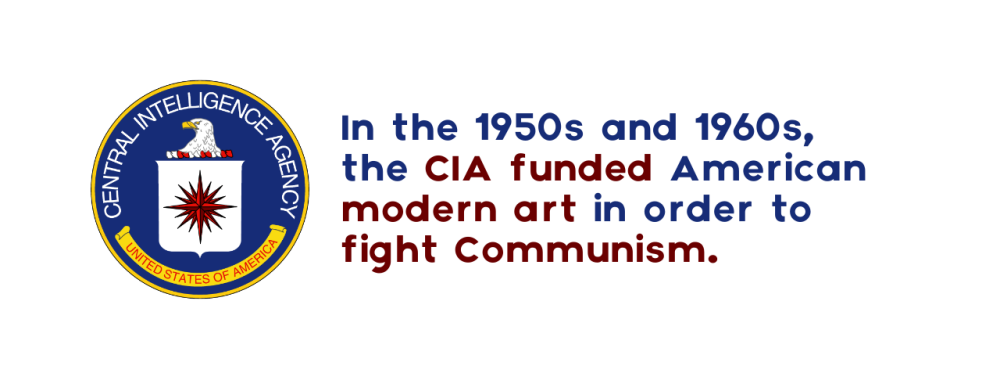 CENTRAL INTELLIGENCE AGENCY
UNITED STATES OF AMERICA
In the 1950s and 1960s,
the CIA funded American
modern art in order to
fight Communism.